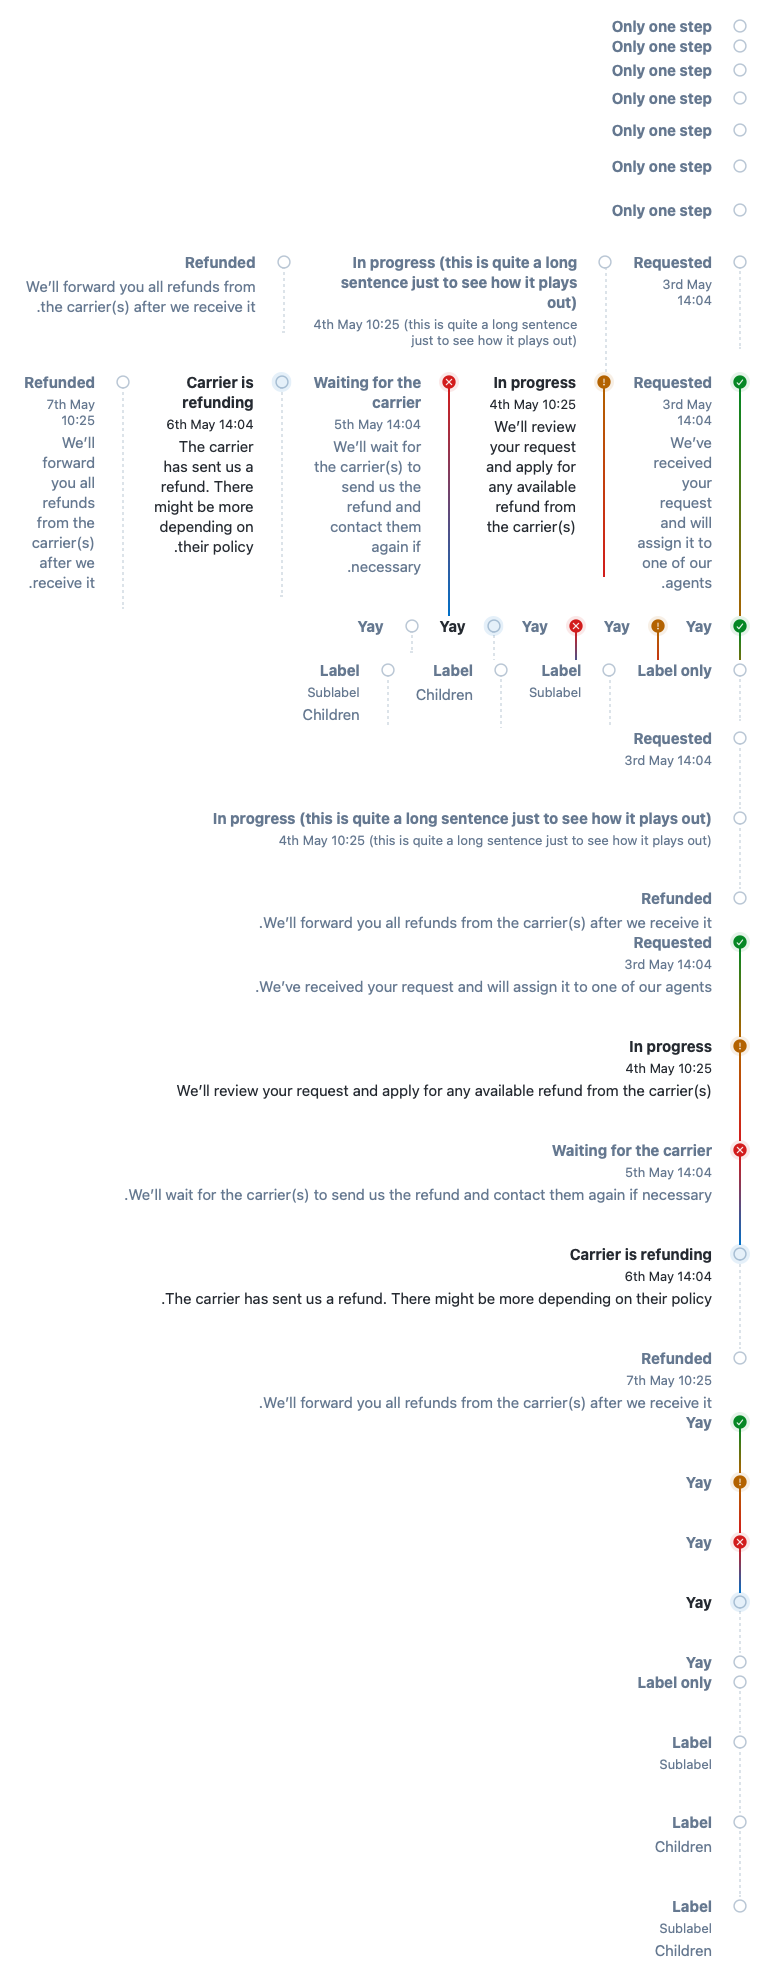 Only one step
Only one step
Only one step
Only one step
Only one step
Only one step
Only one step
Requested
3rd May
14:04
In progress (this is quite a long
sentence just to see how it plays
out)
4th May 10:25 (this is quite a long sentence
just to see how it plays out)
Refunded
We'll forward you all refunds from
.the carrier(s) after we receive it
Requested
3rd May
14:04
We've
received
your
request
and will
assign it to
one of our
.agents
In progress
4th May 10:25
We'll review
your request
and apply for
any available
refund from
the carrier(s)
Waiting for the
carrier
5th May 14:04
We'll wait for
the carrier(s) to
send us the
refund and
contact them
again if
.necessary
Carrier is
refunding
6th May 14:04
The carrier
has sent us a
refund. There
might be more
depending on
.their policy
Refunded
7th May
10:25
We'll
forward
you all
refunds
from the
carrier(s)
after we
.receive it
Yay
Yay
Yay
Yay
Yay
Label only
Label
Sublabel
Label
Children
Label
Sublabel
Children
Requested
3rd May 14:04
In progress (this is quite a long sentence just to see how it plays out)
4th May 10:25 (this is quite a long sentence just to see how it plays out)
Refunded
.We'll forward you all refunds from the carrier(s) after we receive it
Requested
3rd May 14:04
.We've received your request and will assign it to one of our agents
In progress
4th May 10:25
We'll review your request and apply for any available refund from the carrier(s)
Waiting for the carrier
5th May 14:04
.We'll wait for the carrier(s) to send us the refund and contact them again if necessary
Carrier is refunding
6th May 14:04
.The carrier has sent us a refund. There might be more depending on their policy
Refunded
7th May 10:25
.We'll forward you all refunds from the carrier(s) after we receive it
Yay
Yay
Yay
Yay
Yay
Label only
Label
Sublabel
Label
Children
Label
Sublabel
Children